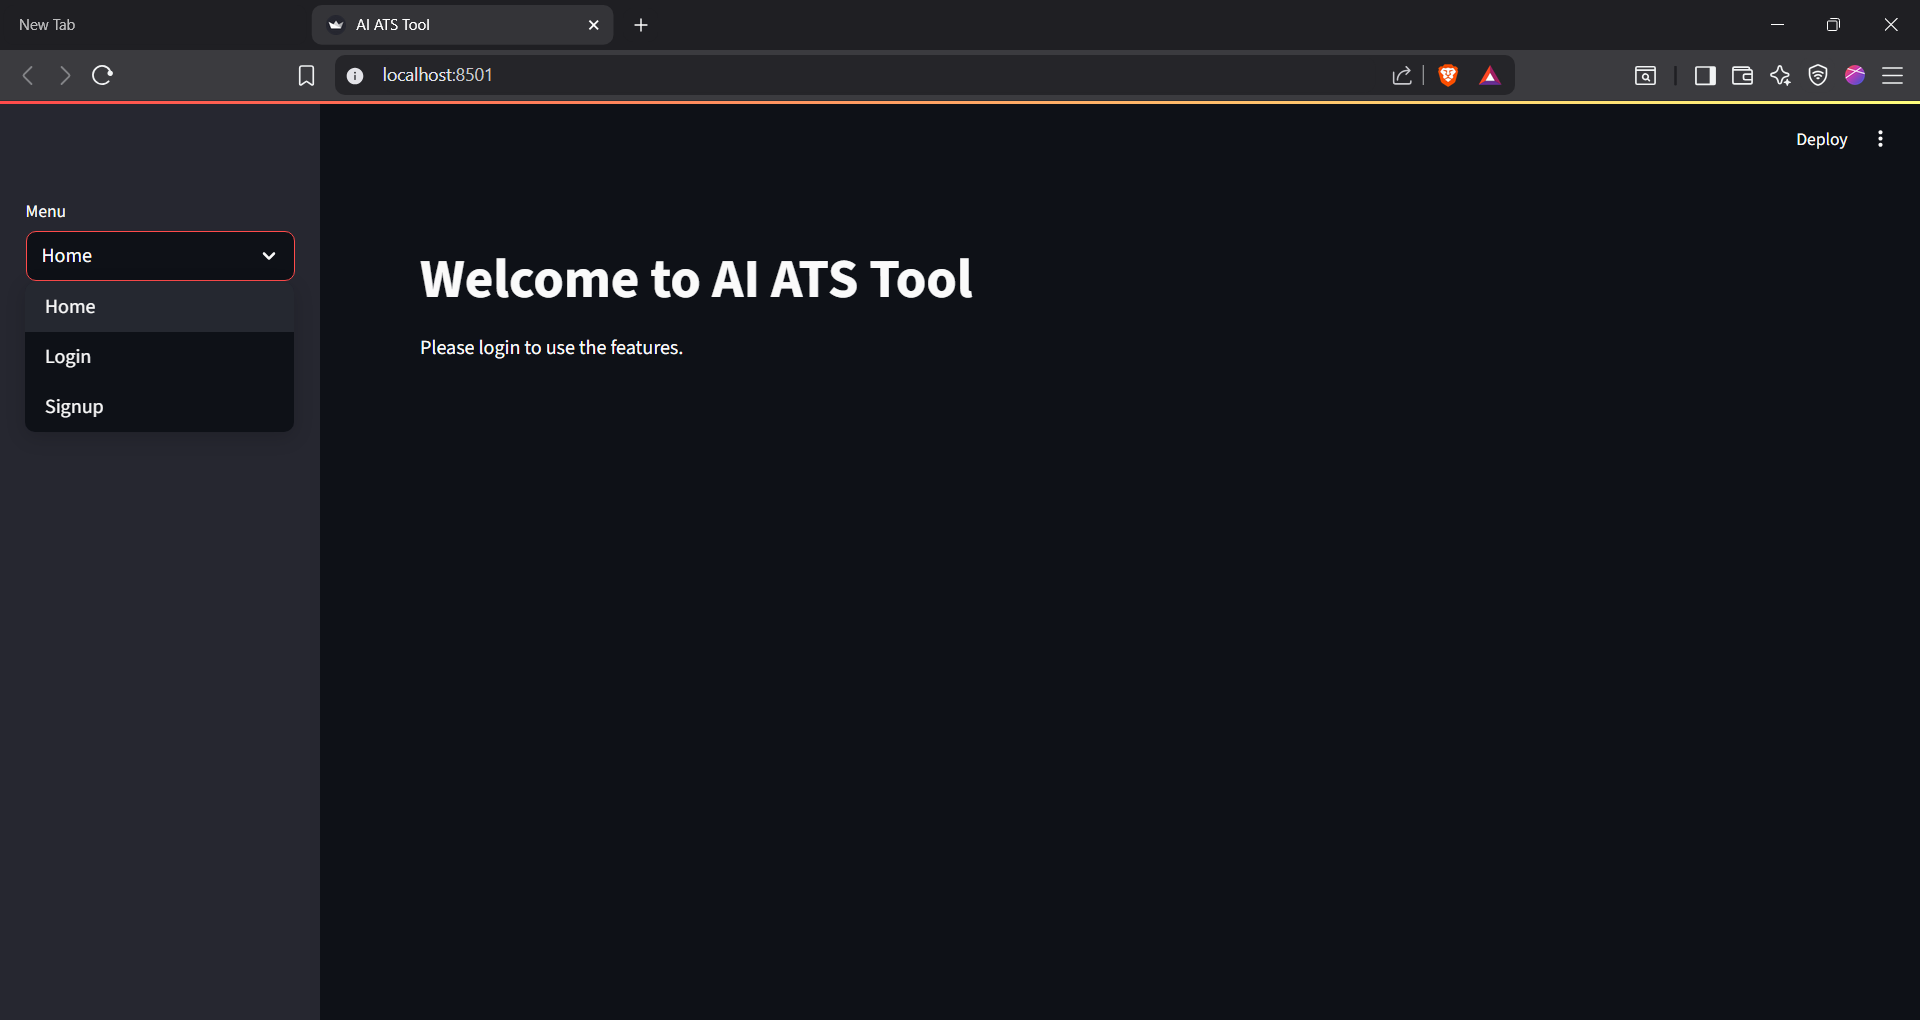 New Tab
AI ATS Tool
localhost:8501
Deploy
Menu
Home
Home
Login
Signup
Welcome to AI ATS Tool
Please login to use the features.